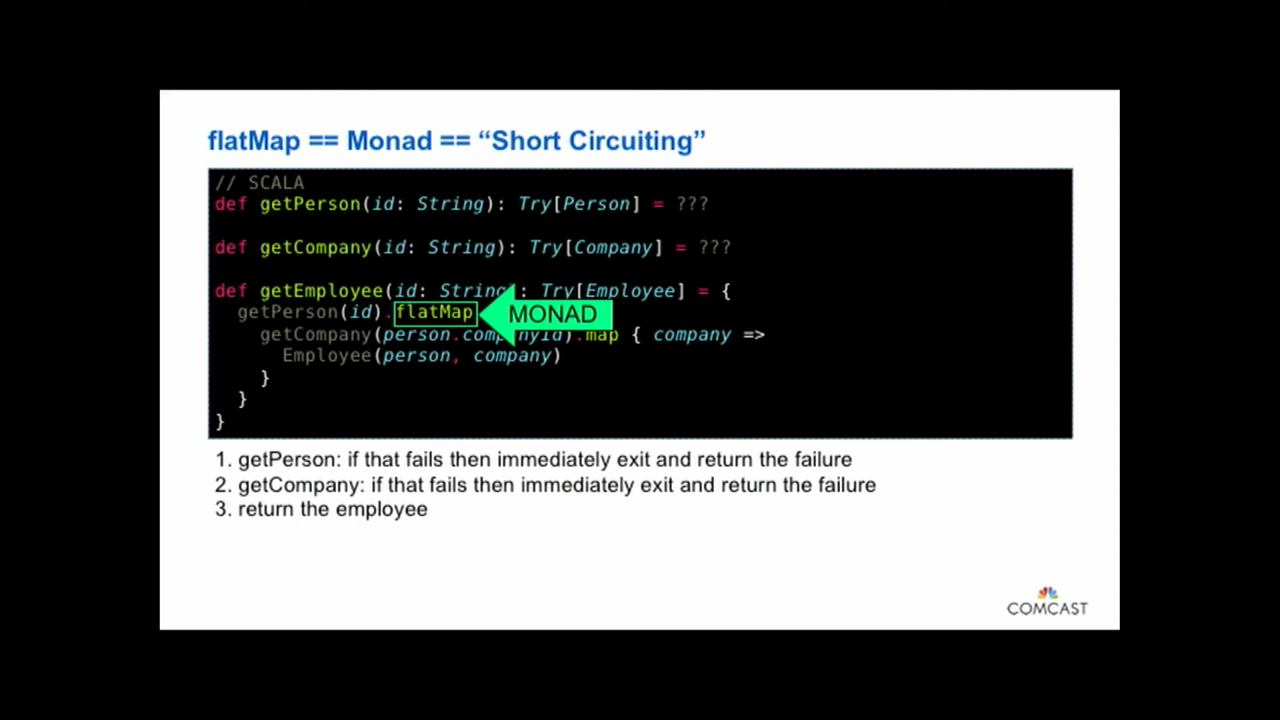 flatMap == Monad == “Short Circuiting”
// SCALA
def getPerson(id: String): Try[Person] = ???
def getCompany(id: String): Try[Company] = ???
def getEmployee(id: String): Try[Employee] = {
getPerson(id).flatMap MONAD
getCompany(person.companyId).map { company =>
Employee(person, company)
}
}
}
1. getPerson: if that fails then immediately exit and return the failure
2. getCompany: if that fails then immediately exit and return the failure
3. return the employee
COMCAST